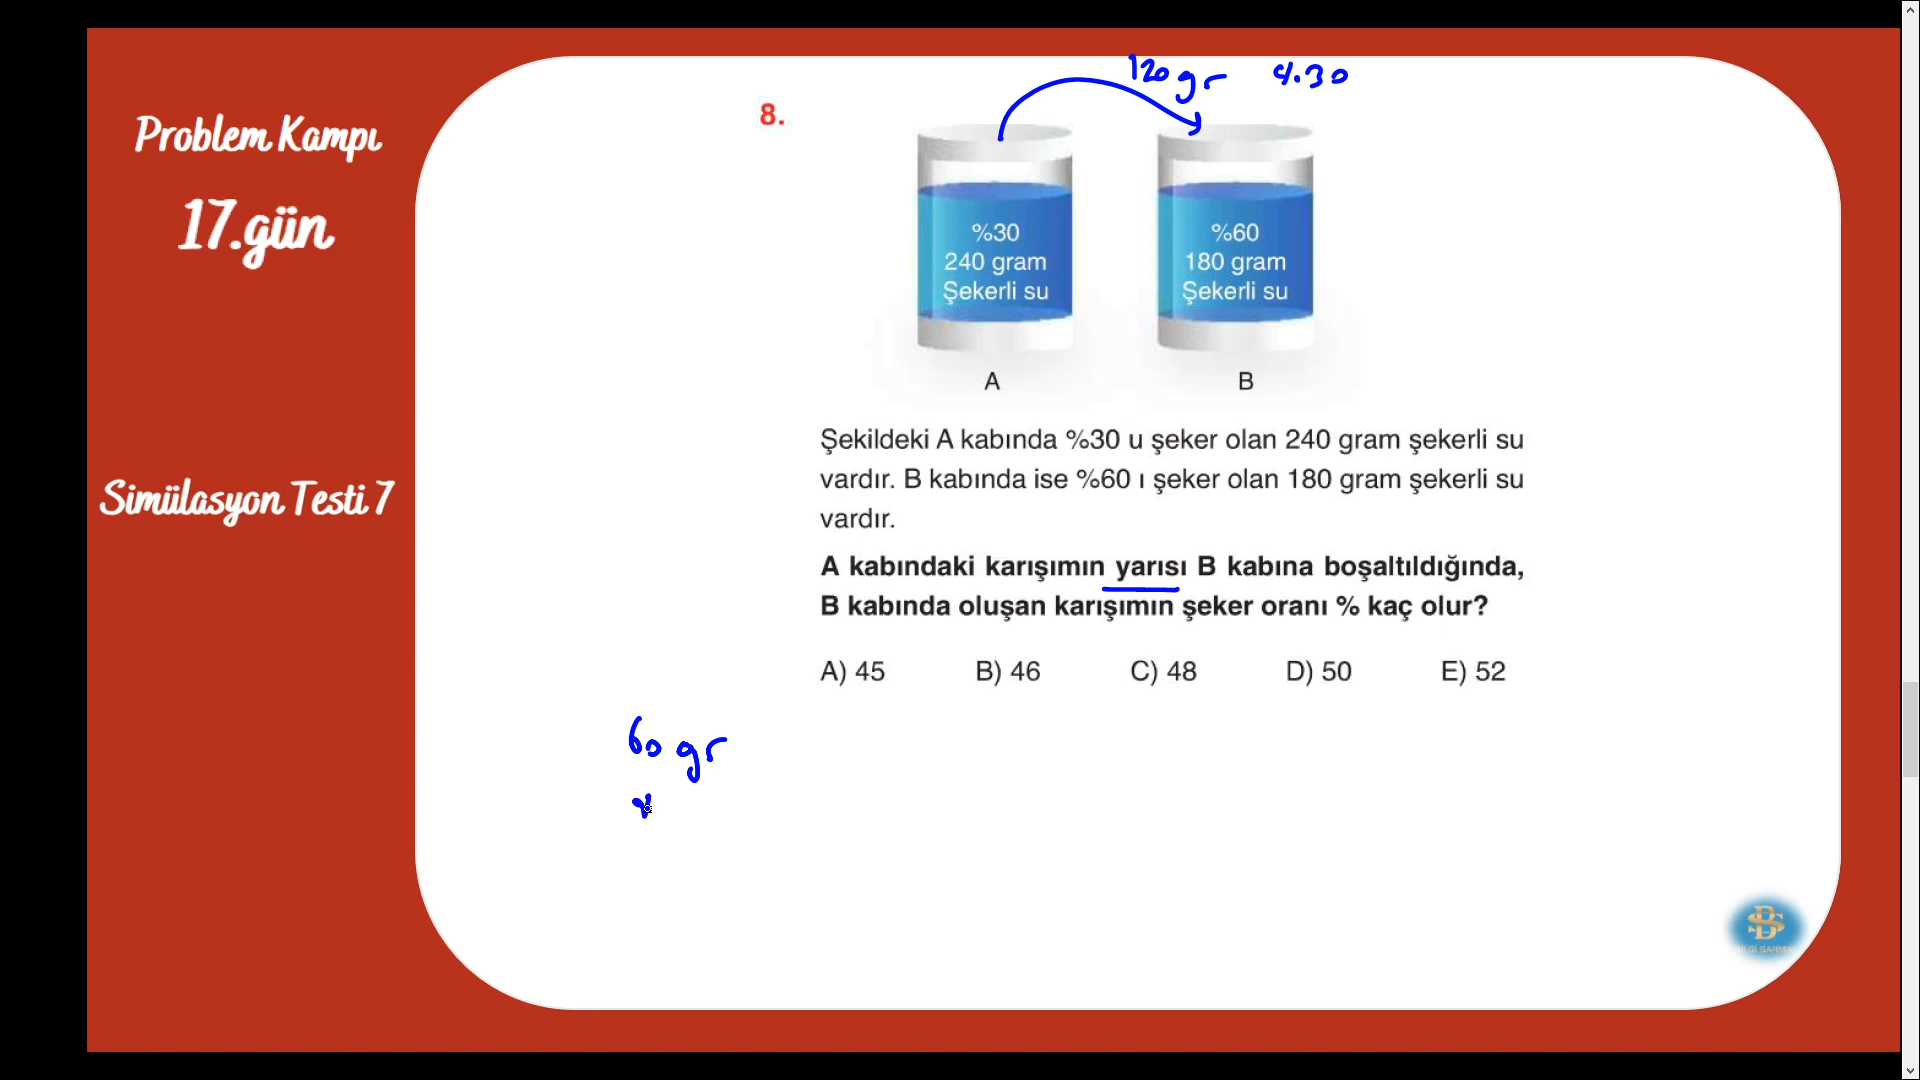 Problem Kampı
17.gün
Simülasyon Testi 7
120 gr 4.30
8.
%30
240 gram
Şekerli su
A
%60
180 gram
Şekerli su
B
Şekildeki A kabında %30 u şeker olan 240 gram şekerli su
vardır. B kabında ise %60 ı şeker olan 180 gram şekerli su
vardır.
A kabındaki karışımın yarısı B kabına boşaltıldığında,
B kabında oluşan karışımın şeker oranı % kaç olur?
A) 45 B) 46 C) 48 D) 50 E) 52
60 gr